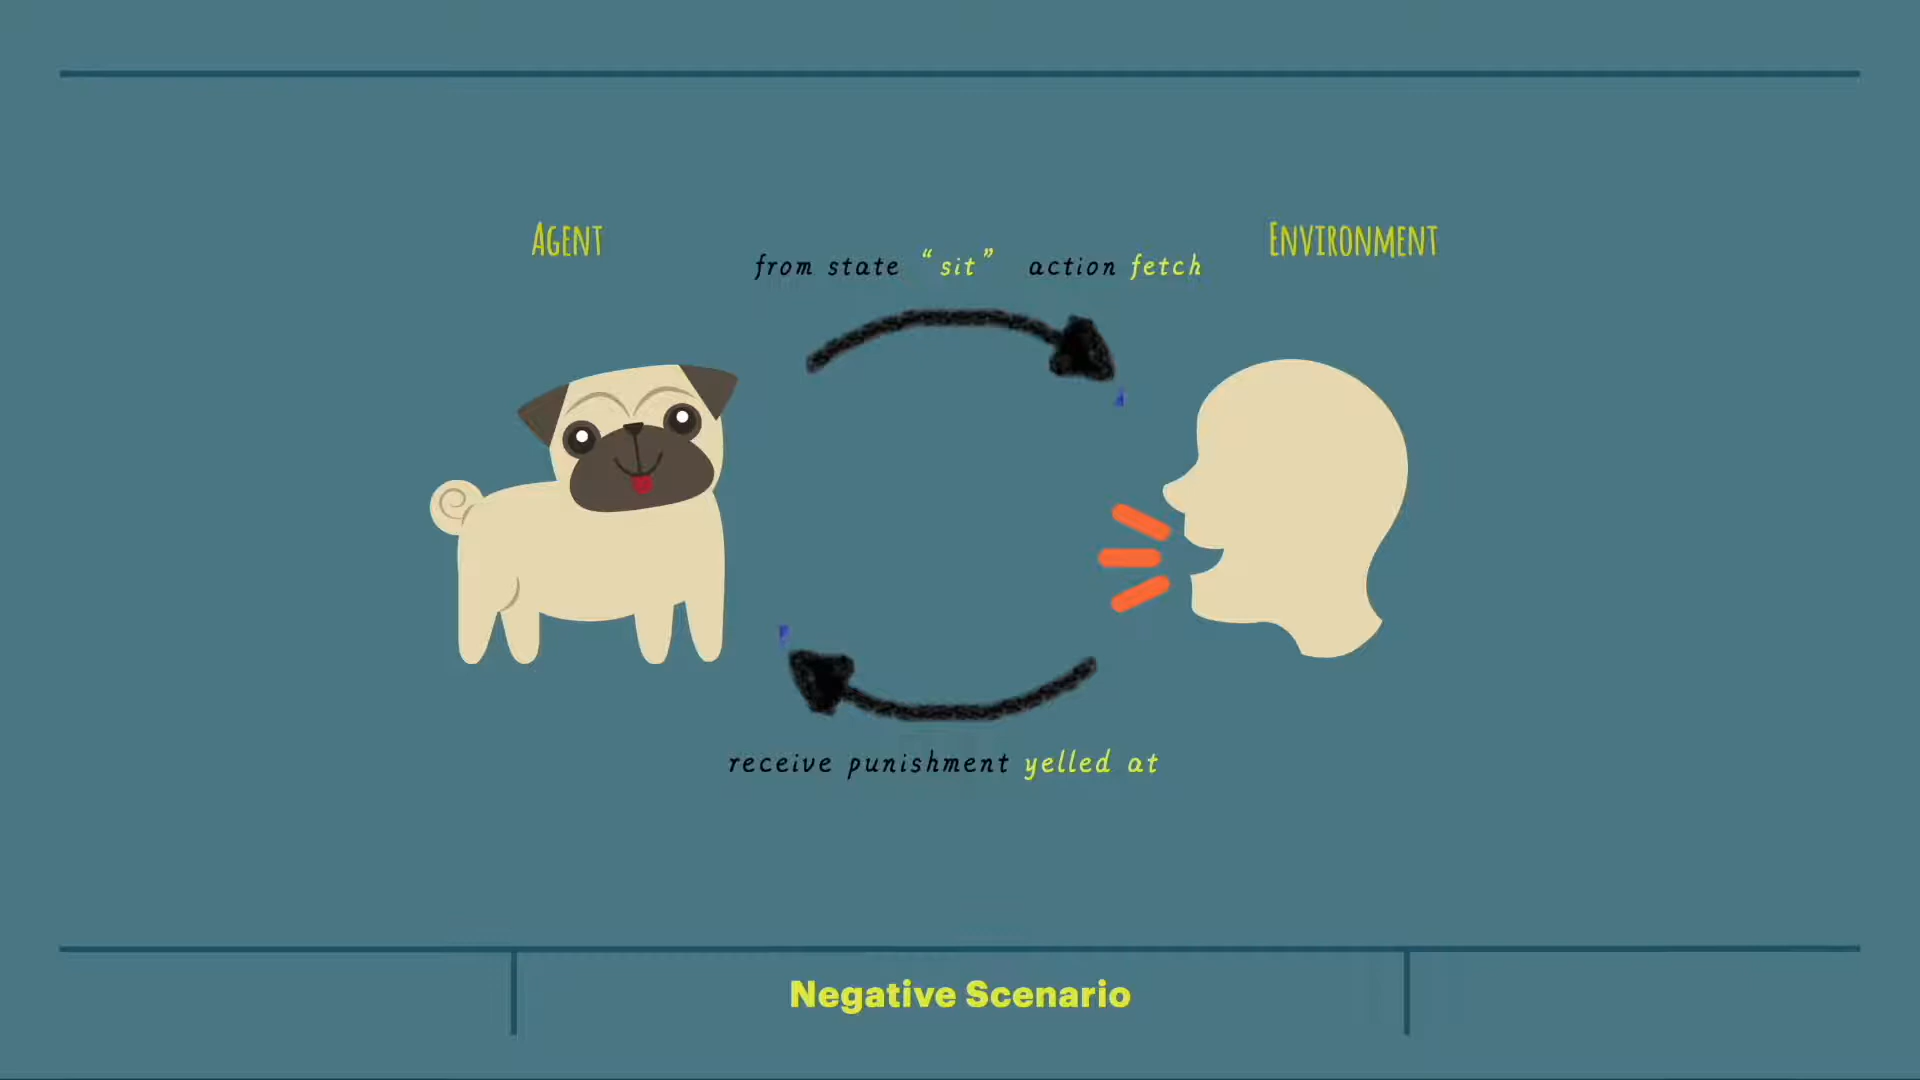 AGENT
ENVIRONMENT
from state “sit” action fetch
receive punishment yelled at
Negative Scenario